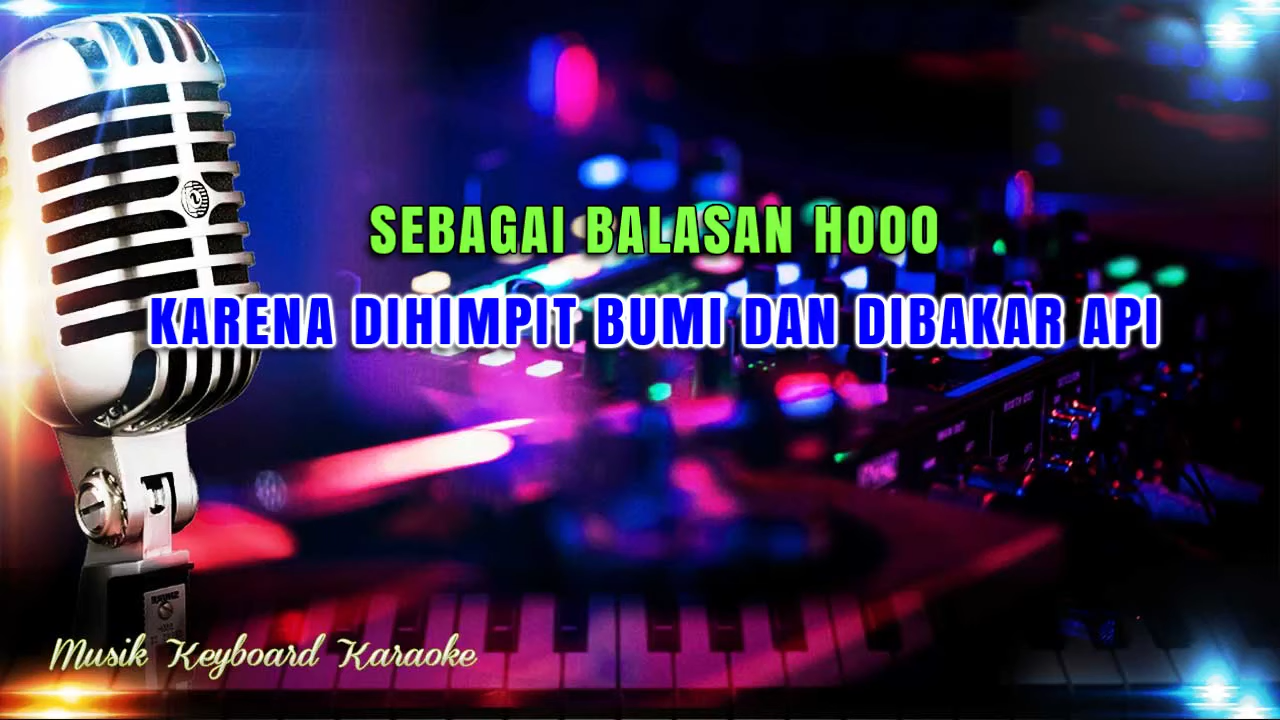 SEBAGAI BALASAN HOOO
KARENA DIHIMPIT BUMI DAN DIBAKAR API
Musik Keyboard Karaoke